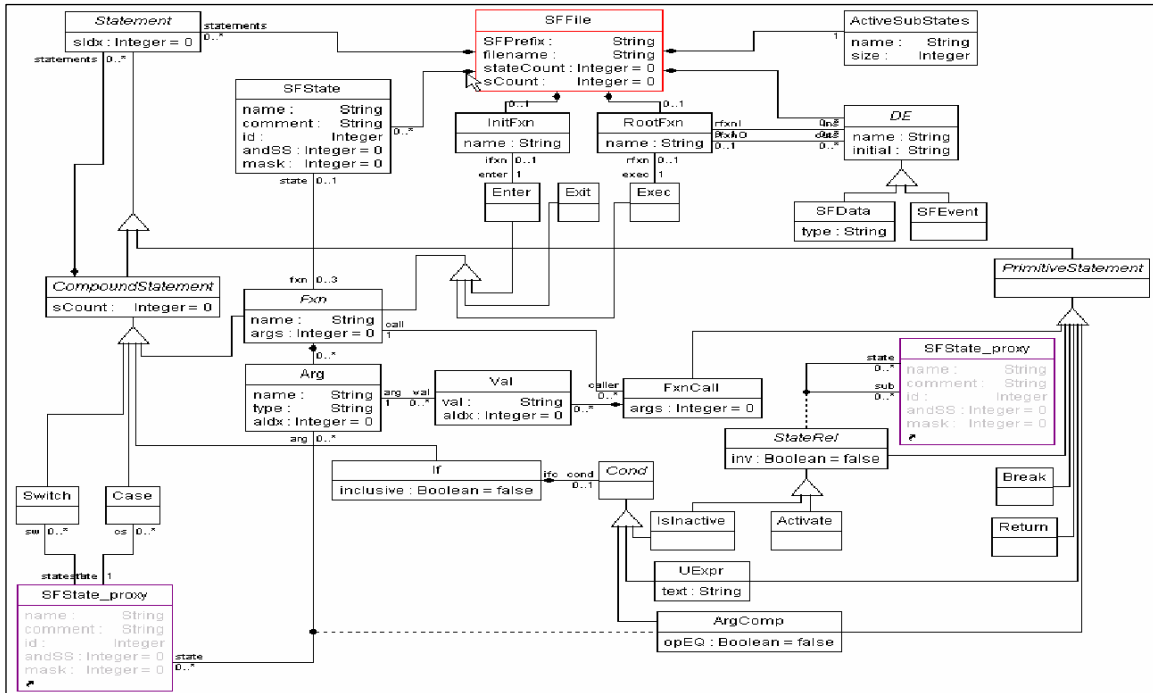 Statement
sIdx : Integer = 0
statements
0..*
statements 0..*
SFFile
SFPrefix : String
filename : String
stateCount : Integer = 0
sCount : Integer = 0
ActiveSubStates
name : String
size : Integer
1
SFState
name : String
comment : String
id : Integer
andSS : Integer = 0
mask : Integer = 0
0..*
state 0..1
0..1
InitFxn
name : String
ifxn 0..1
enter 1
0..1
RootFxn
name : String
rfxn 0..1
exec 1
rfxnI
0..1
0..*
DE
name : String
initial : String
Enter
Exit
Exec
SFData
type : String
SFEvent
CompoundStatement
sCount : Integer = 0
fxn 0..3
Fxn
name : String
args : Integer = 0
call
1
0..*
PrimitiveStatement
Arg
name : String
type : String
aIdx : Integer = 0
arg val
1 0..*
Val
val : String
aIdx : Integer = 0
0..*
caller
0..*
FxnCall
args : Integer = 0
state
0..*
sub
0..*
SFState_proxy
name : String
comment : String
id : Integer
andSS : Integer = 0
mask : Integer = 0
arg 0..*
StateRel
inv : Boolean = false
If
inclusive : Boolean = false
ifc cond
0..1
Cond
IsInactive
Activate
Break
Return
Switch
Case
sw 0..*
cs 0..*
1
SFState_proxy
name : String
comment : String
id : Integer
andSS : Integer = 0
mask : Integer = 0
state
0..*
UExpr
text : String
ArgComp
opEQ : Boolean = false